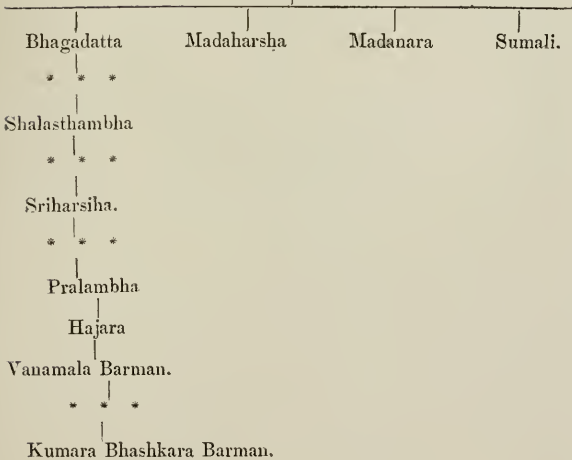 Bhagadatta Madaharsha Madanara Sumali.
* * *
Shalasthambha
* * *
Sriharsiha.
* * *
Pralambha
Hajara
Vanamala Barman.
* * *
Kumara Bhashkara Barman.